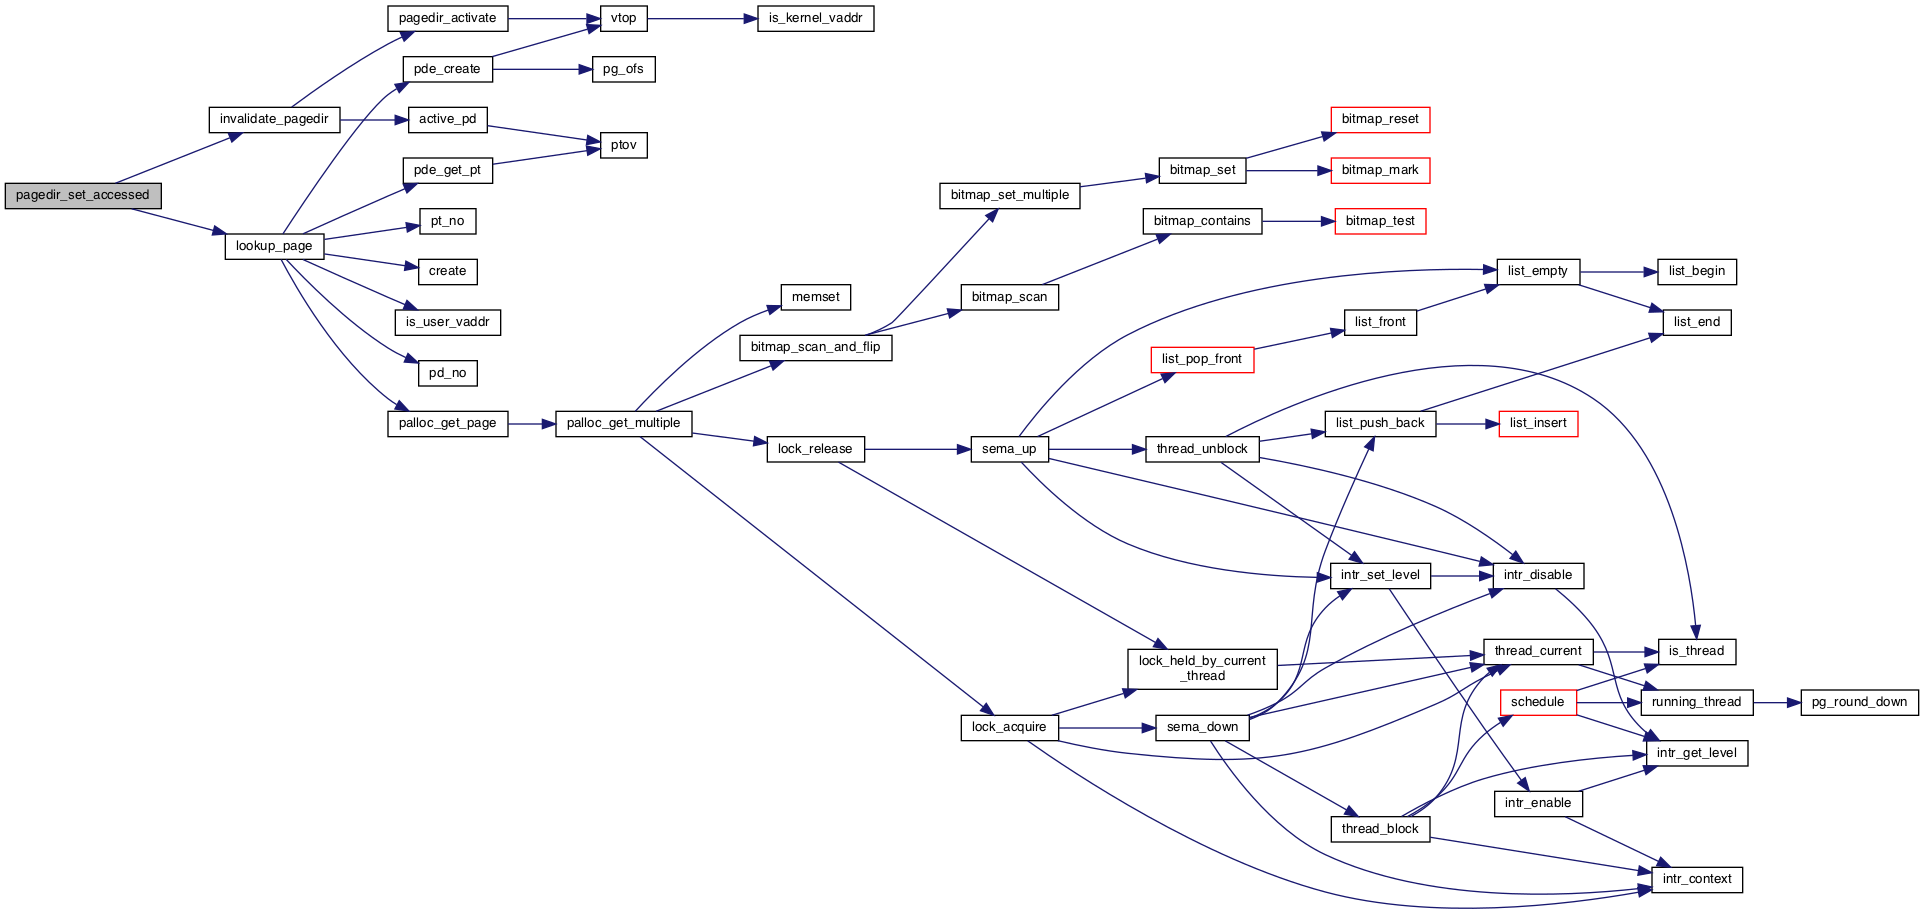 pagedir_activate
vtop
is_kernel_vaddr
pde_create
pg_ofs
invalidate_pagedir
active_pd
ptov
pagedir_set_accessed
pde_get_pt
pt_no
lookup_page
create
is_user_vaddr
pd_no
palloc_get_page
palloc_get_multiple
memset
bitmap_scan_and_flip
bitmap_set_multiple
bitmap_scan
bitmap_set
bitmap_contains
bitmap_reset
bitmap_mark
bitmap_test
list_empty
list_begin
list_end
list_front
list_pop_front
list_push_back
list_insert
lock_release
sema_up
thread_unblock
intr_set_level
intr_disable
lock_held_by_current
_thread
thread_current
is_thread
schedule
running_thread
pg_round_down
lock_acquire
sema_down
intr_get_level
intr_enable
thread_block
intr_context